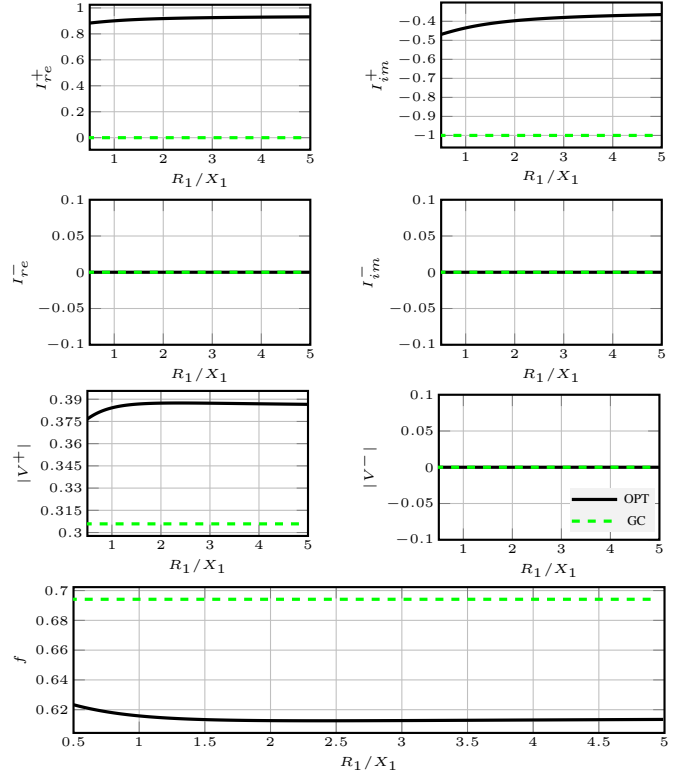 1
0.8
0.6
0.4
0.2
0
I⁺re
1 2 3 4 5
R₁/X₁
−0.4
−0.5
−0.6
−0.7
−0.8
−0.9
−1
I⁺im
1 2 3 4 5
R₁/X₁
0.1
0.05
0
−0.05
−0.1
I⁻re
1 2 3 4 5
R₁/X₁
0.1
0.05
0
−0.05
−0.1
I⁻im
1 2 3 4 5
R₁/X₁
0.39
0.375
0.36
0.345
0.33
0.315
0.3
|V⁺|
1 2 3 4 5
R₁/X₁
0.1
0.05
0
−0.05
−0.1
|V⁻|
OPT
GC
1 2 3 4 5
R₁/X₁
0.7
0.68
0.66
0.64
0.62
f
0.5 1 1.5 2 2.5 3 3.5 4 4.5 5
R₁/X₁